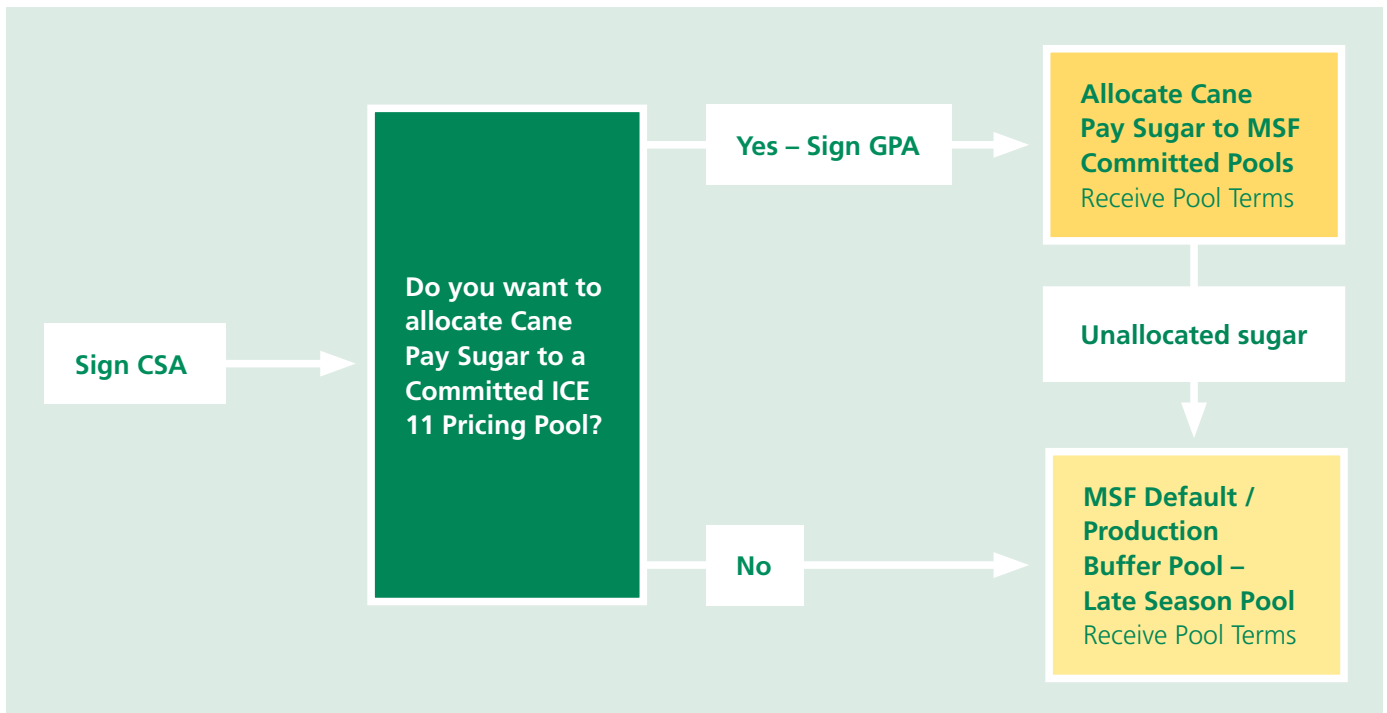 Sign CSA
Do you want to
allocate Cane
Pay Sugar to a
Committed ICE
11 Pricing Pool?
Yes – Sign GPA
Allocate Cane
Pay Sugar to MSF
Committed Pools
Receive Pool Terms
Unallocated sugar
No
MSF Default /
Production
Buffer Pool –
Late Season Pool
Receive Pool Terms